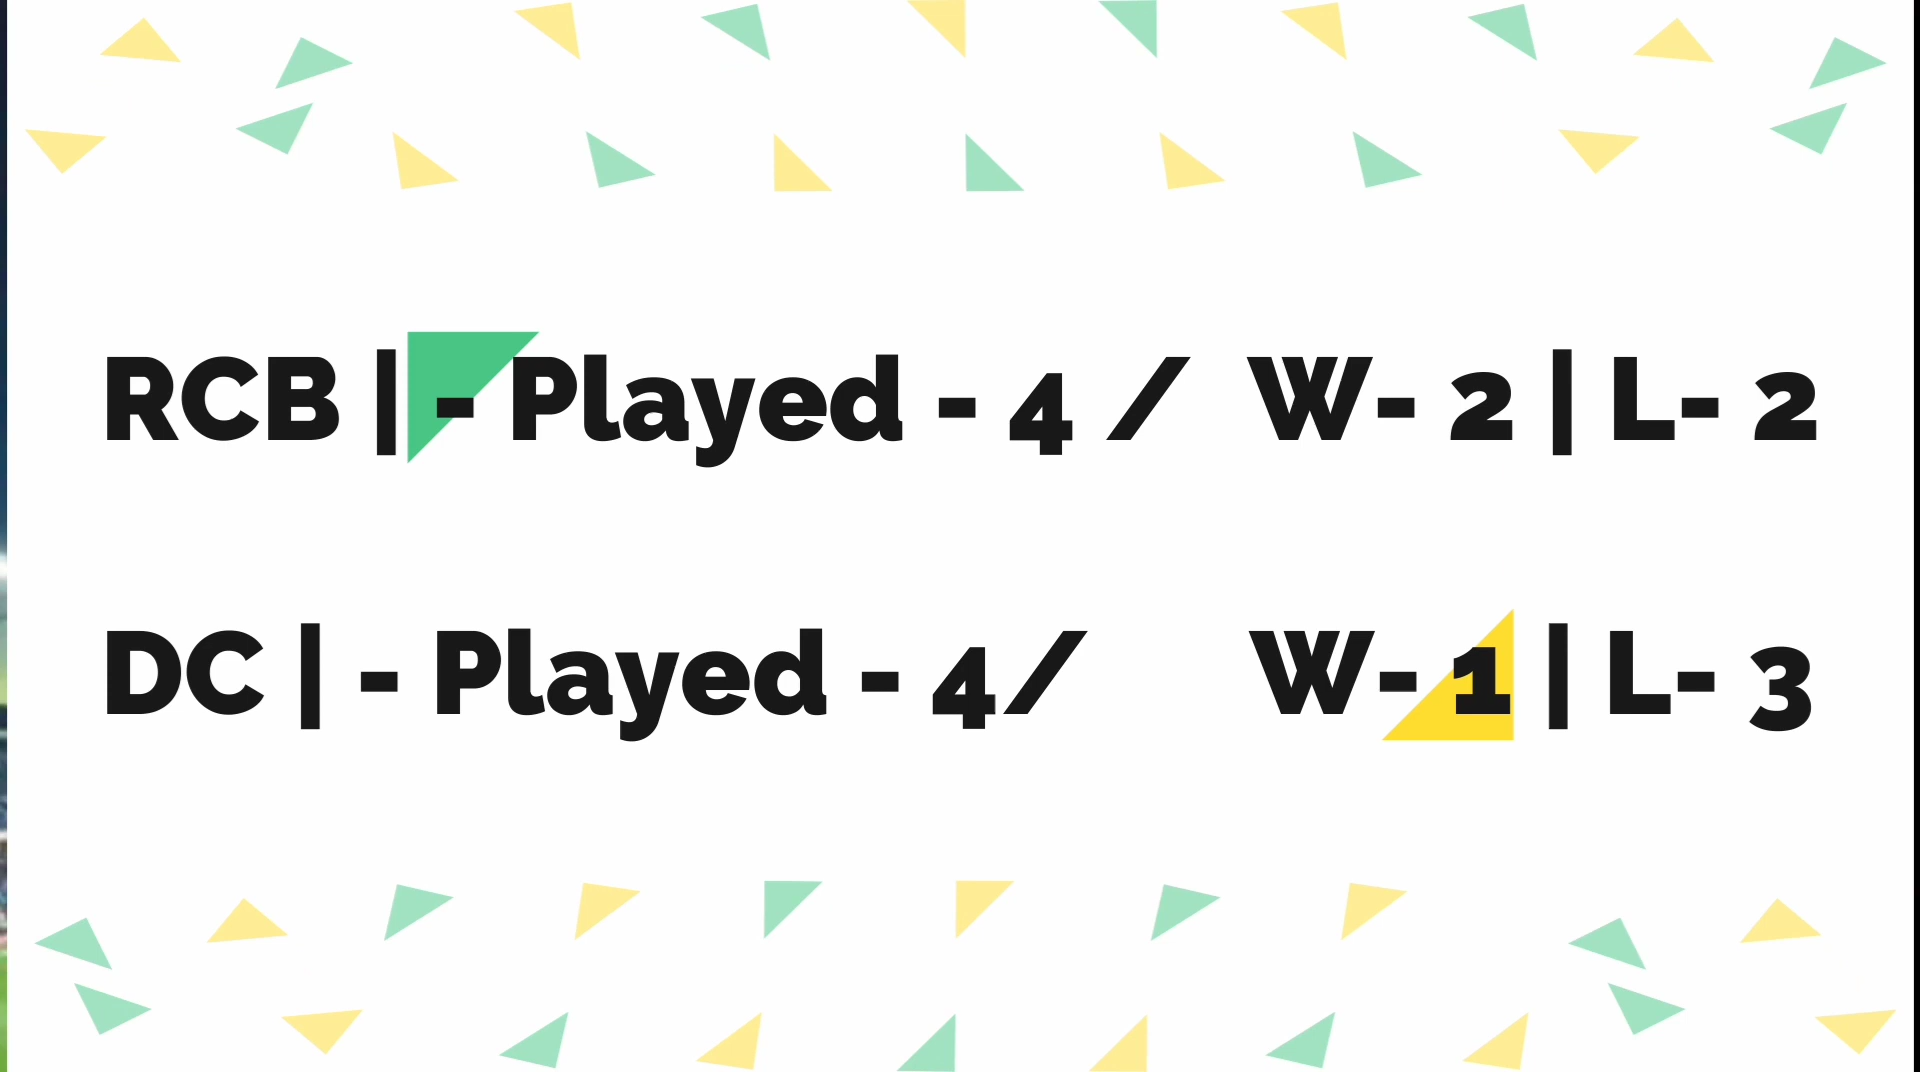 RCB | - Played - 4 / W- 2 | L- 2
DC | - Played - 4/ W- 1 | L- 3